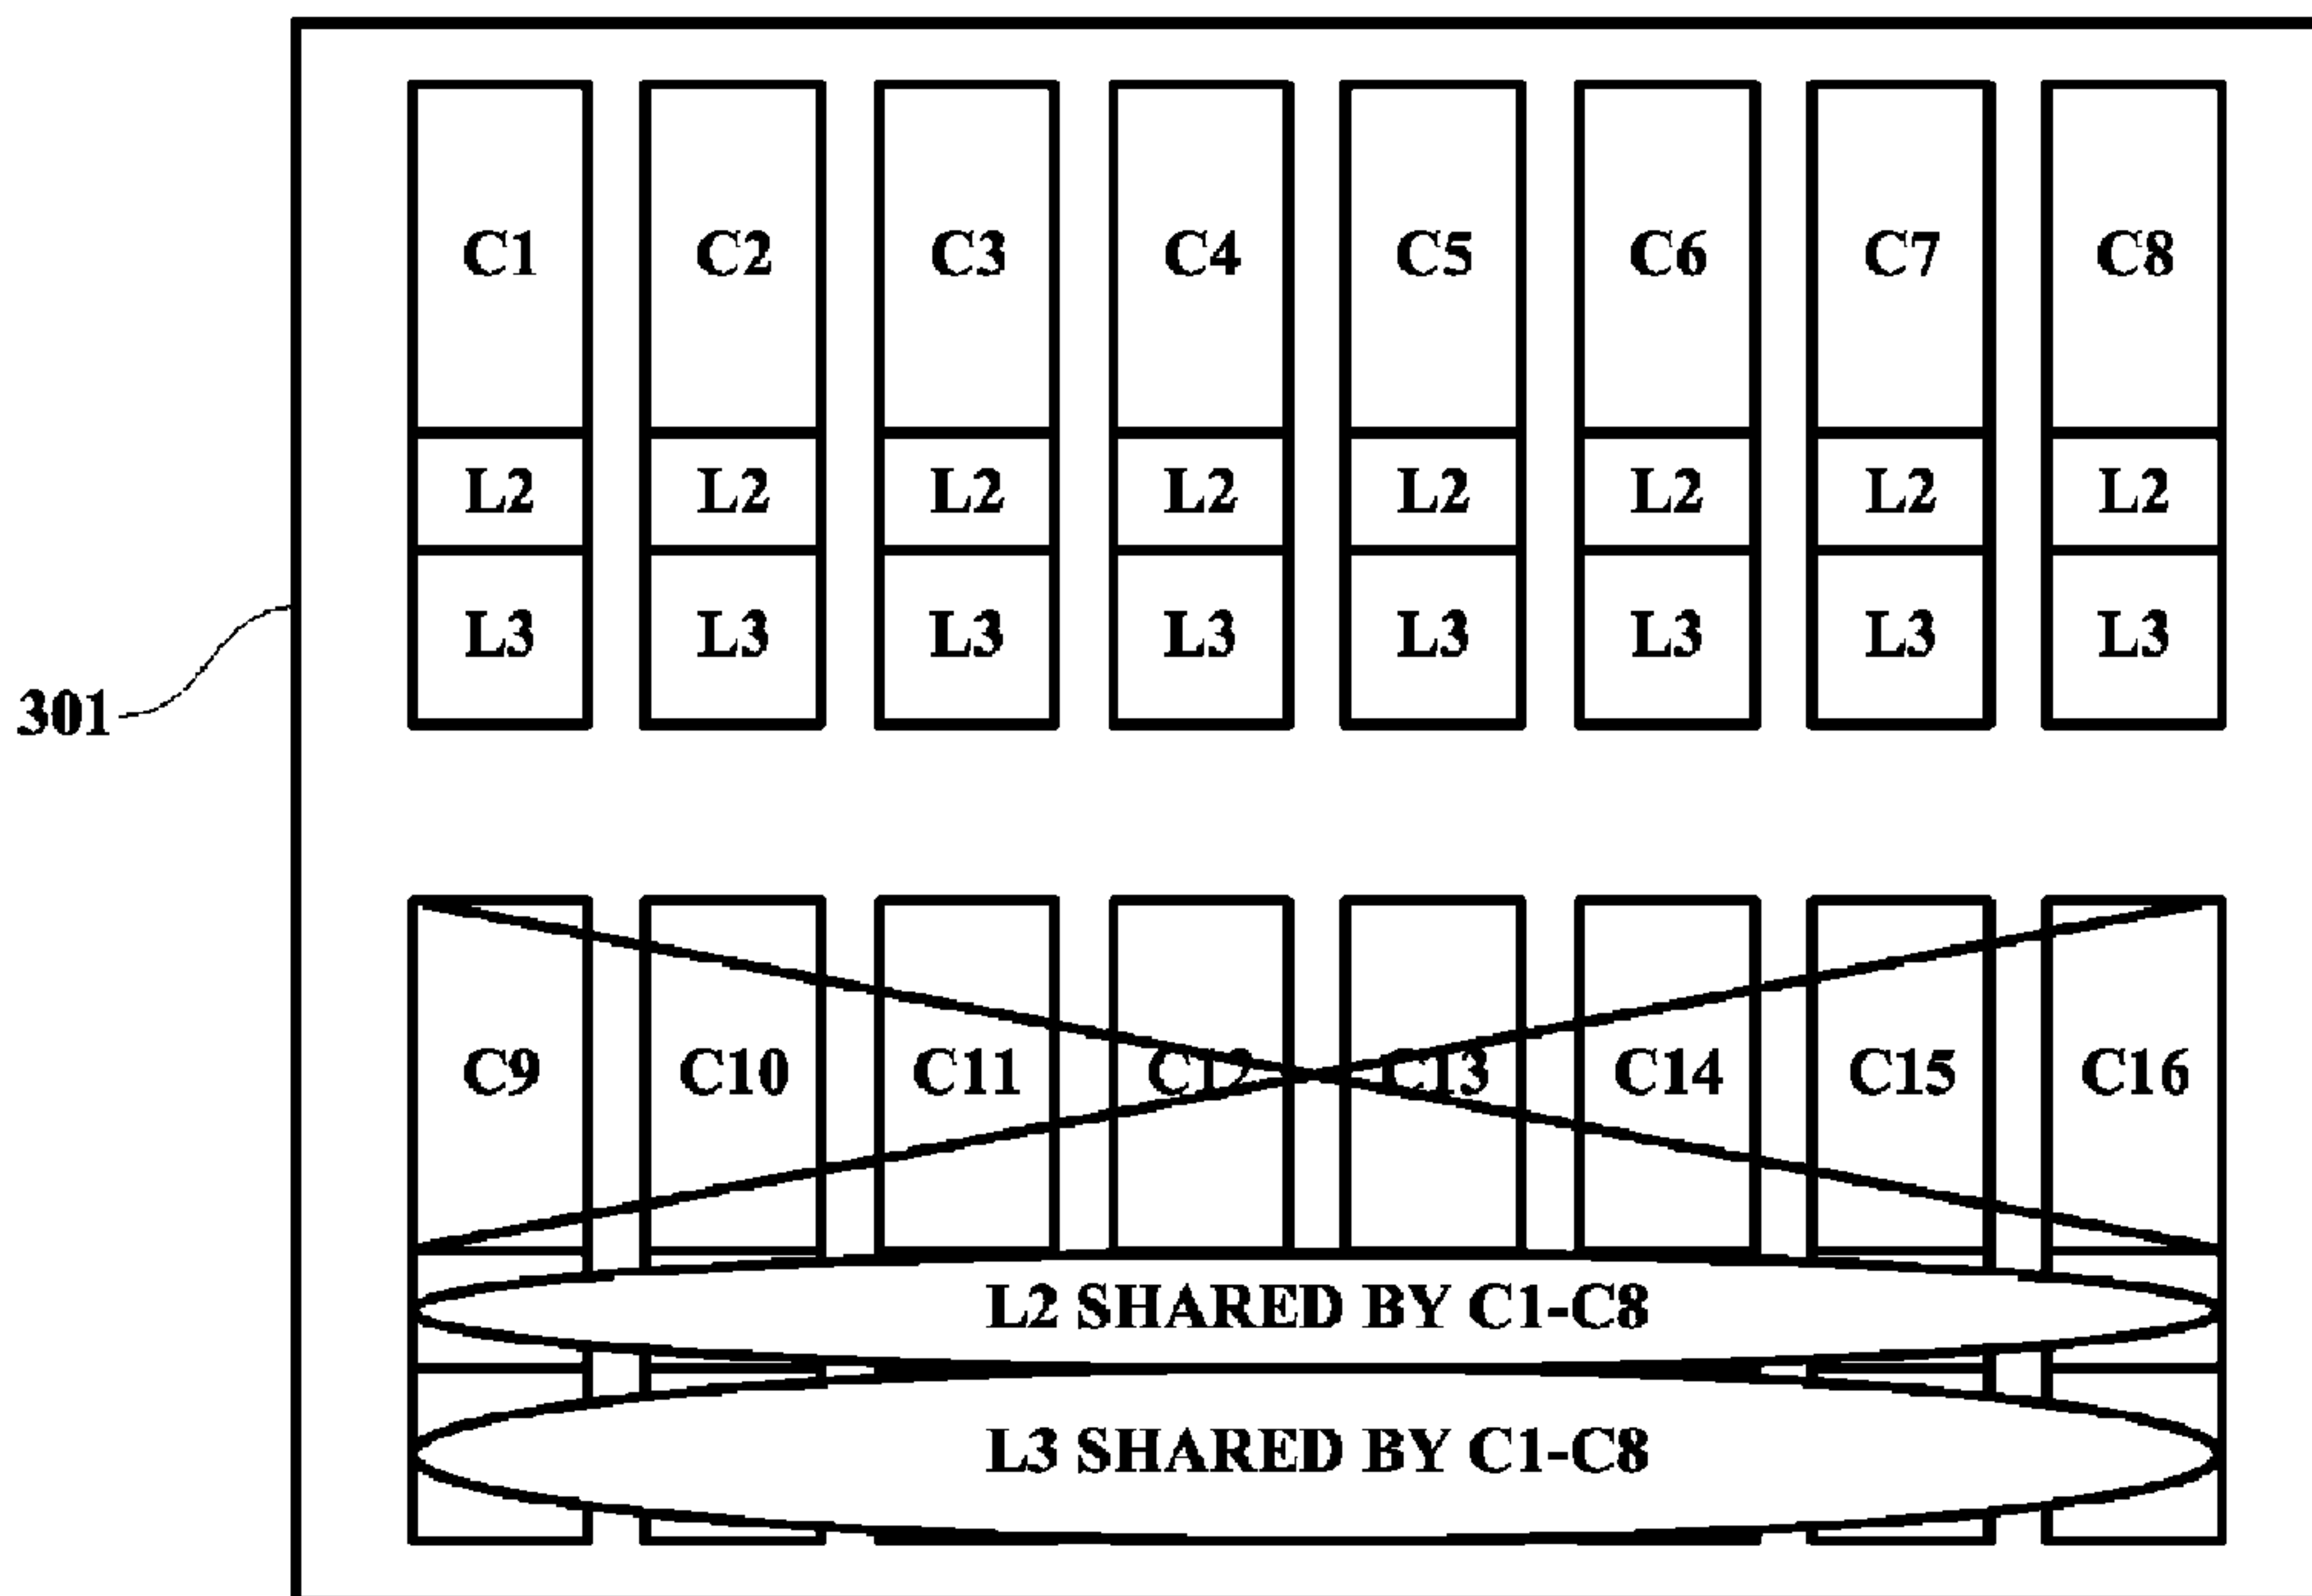 C1 C2 C3 C4 C5 C6 C7 C8
L2 L2 L2 L2 L2 L2 L2 L2
L3 L3 L3 L3 L3 L3 L3 L3
301
C9 C10 C11 C12 C13 C14 C15 C16
L2 SHARED BY C1-C8
L3 SHARED BY C1-C8